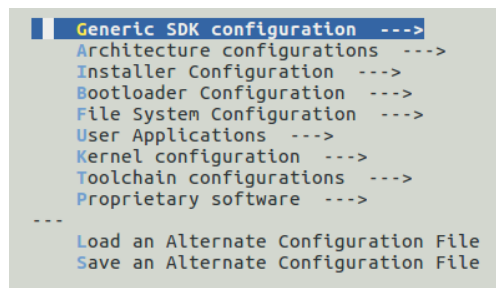 Generic SDK configuration  --->
Architecture configurations  --->
Installer Configuration  --->
Bootloader Configuration  --->
File System Configuration  --->
User Applications  --->
Kernel configuration  --->
Toolchain configurations  --->
Proprietary software  --->
---
Load an Alternate Configuration File
Save an Alternate Configuration File